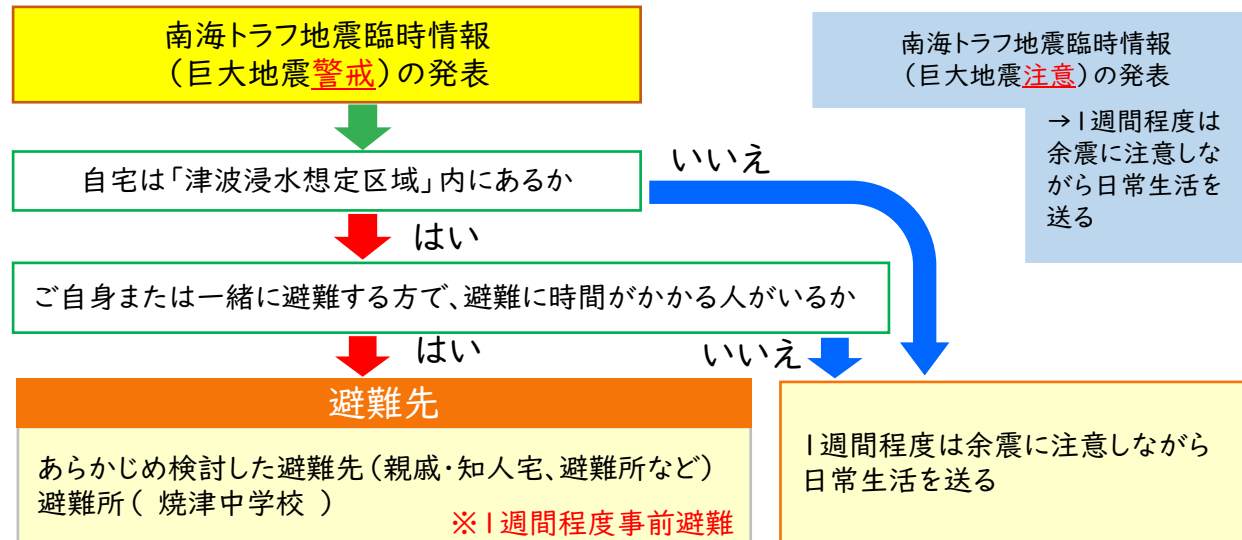 南海トラフ地震臨時情報
（巨大地震警戒）の発表
南海トラフ地震臨時情報
（巨大地震注意）の発表
→1週間程度は
余震に注意しな
がら日常生活を
送る
自宅は「津波浸水想定区域」内にあるか
いいえ
はい
ご自身または一緒に避難する方で、避難に時間がかかる人がいるか
はい
いいえ
避難先
あらかじめ検討した避難先（親戚・知人宅、避難所など）
避難所（ 焼津中学校 ）
※1週間程度事前避難
1週間程度は余震に注意しながら
日常生活を送る